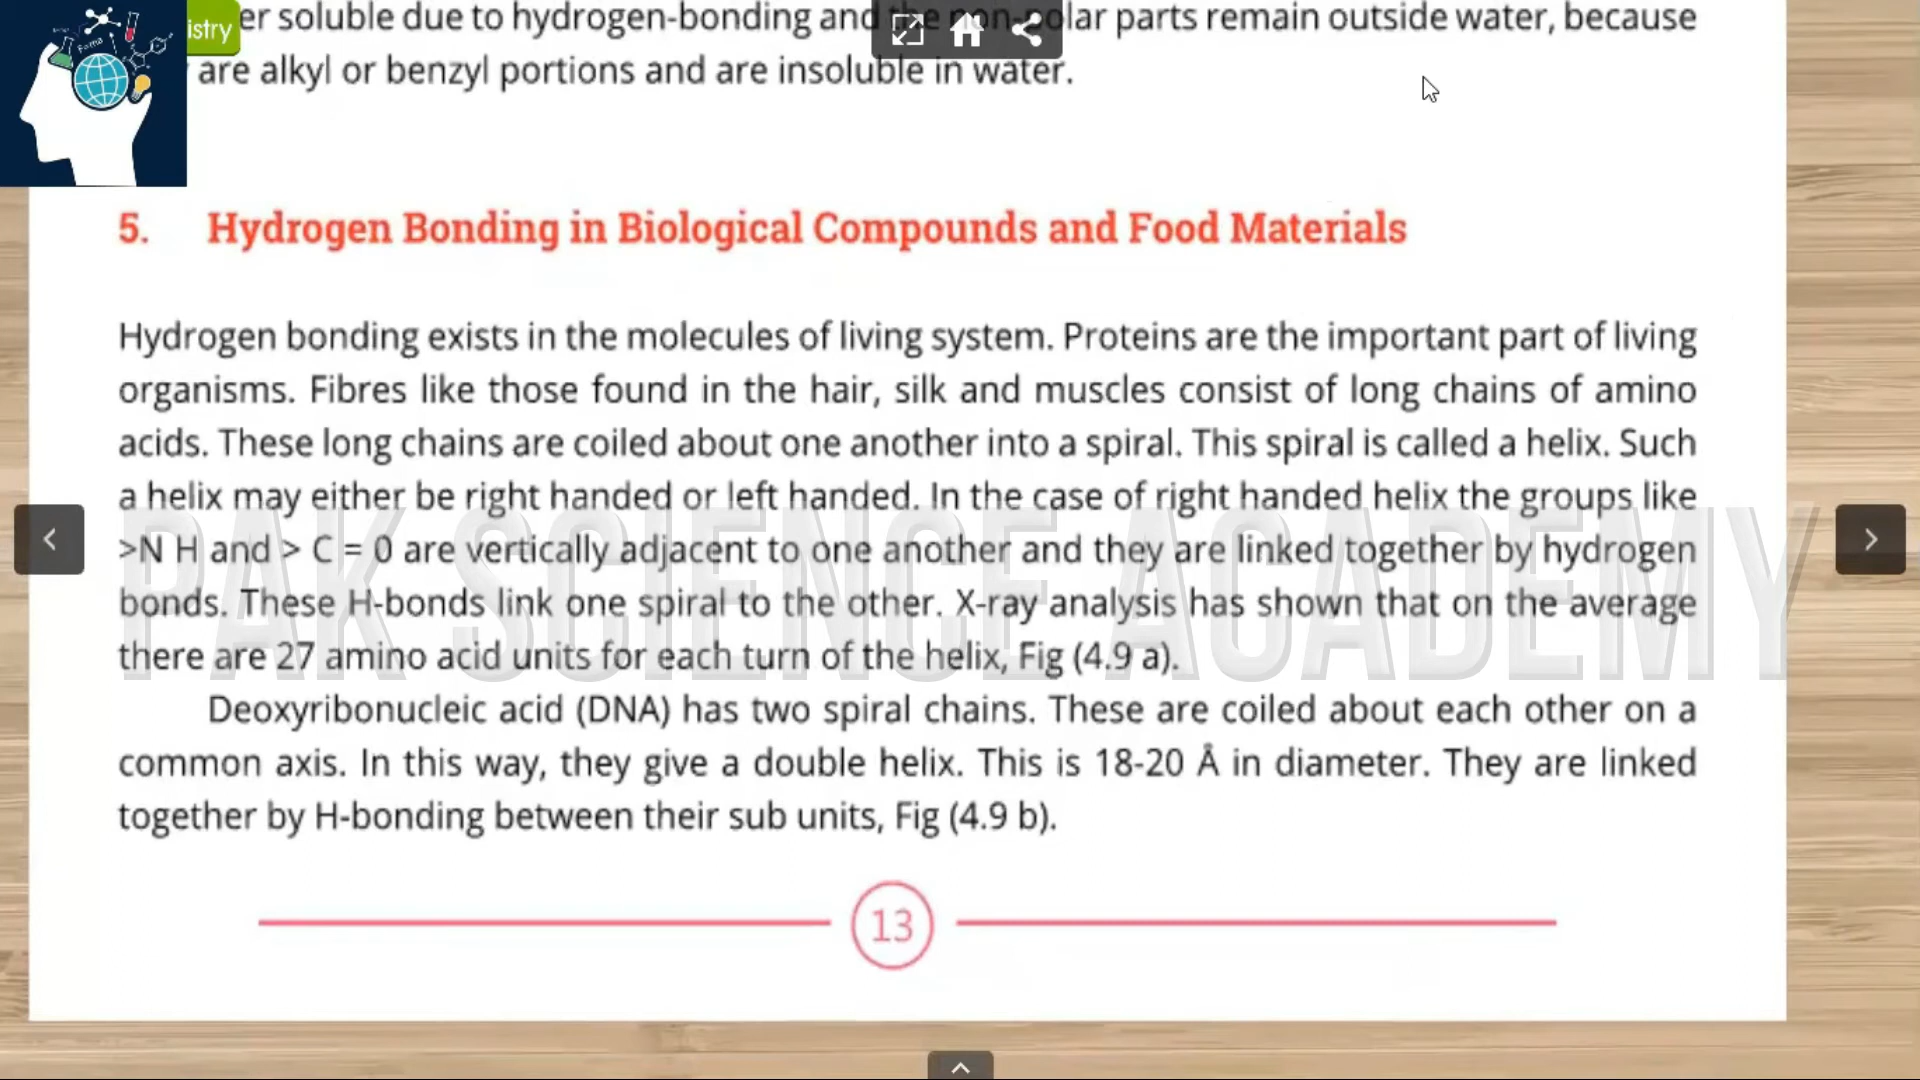 istry
er soluble due to hydrogen-bonding and the non-polar parts remain outside water, because
are alkyl or benzyl portions and are insoluble in water.
5. Hydrogen Bonding in Biological Compounds and Food Materials
Hydrogen bonding exists in the molecules of living system. Proteins are the important part of living
organisms. Fibres like those found in the hair, silk and muscles consist of long chains of amino
acids. These long chains are coiled about one another into a spiral. This spiral is called a helix. Such
a helix may either be right handed or left handed. In the case of right handed helix the groups like
>N H and > C = 0 are vertically adjacent to one another and they are linked together by hydrogen
bonds. These H-bonds link one spiral to the other. X-ray analysis has shown that on the average
there are 27 amino acid units for each turn of the helix, Fig (4.9 a).
PAK SCIENCE ACADEMY
Deoxyribonucleic acid (DNA) has two spiral chains. These are coiled about each other on a
common axis. In this way, they give a double helix. This is 18-20 Å in diameter. They are linked
together by H-bonding between their sub units, Fig (4.9 b).
13